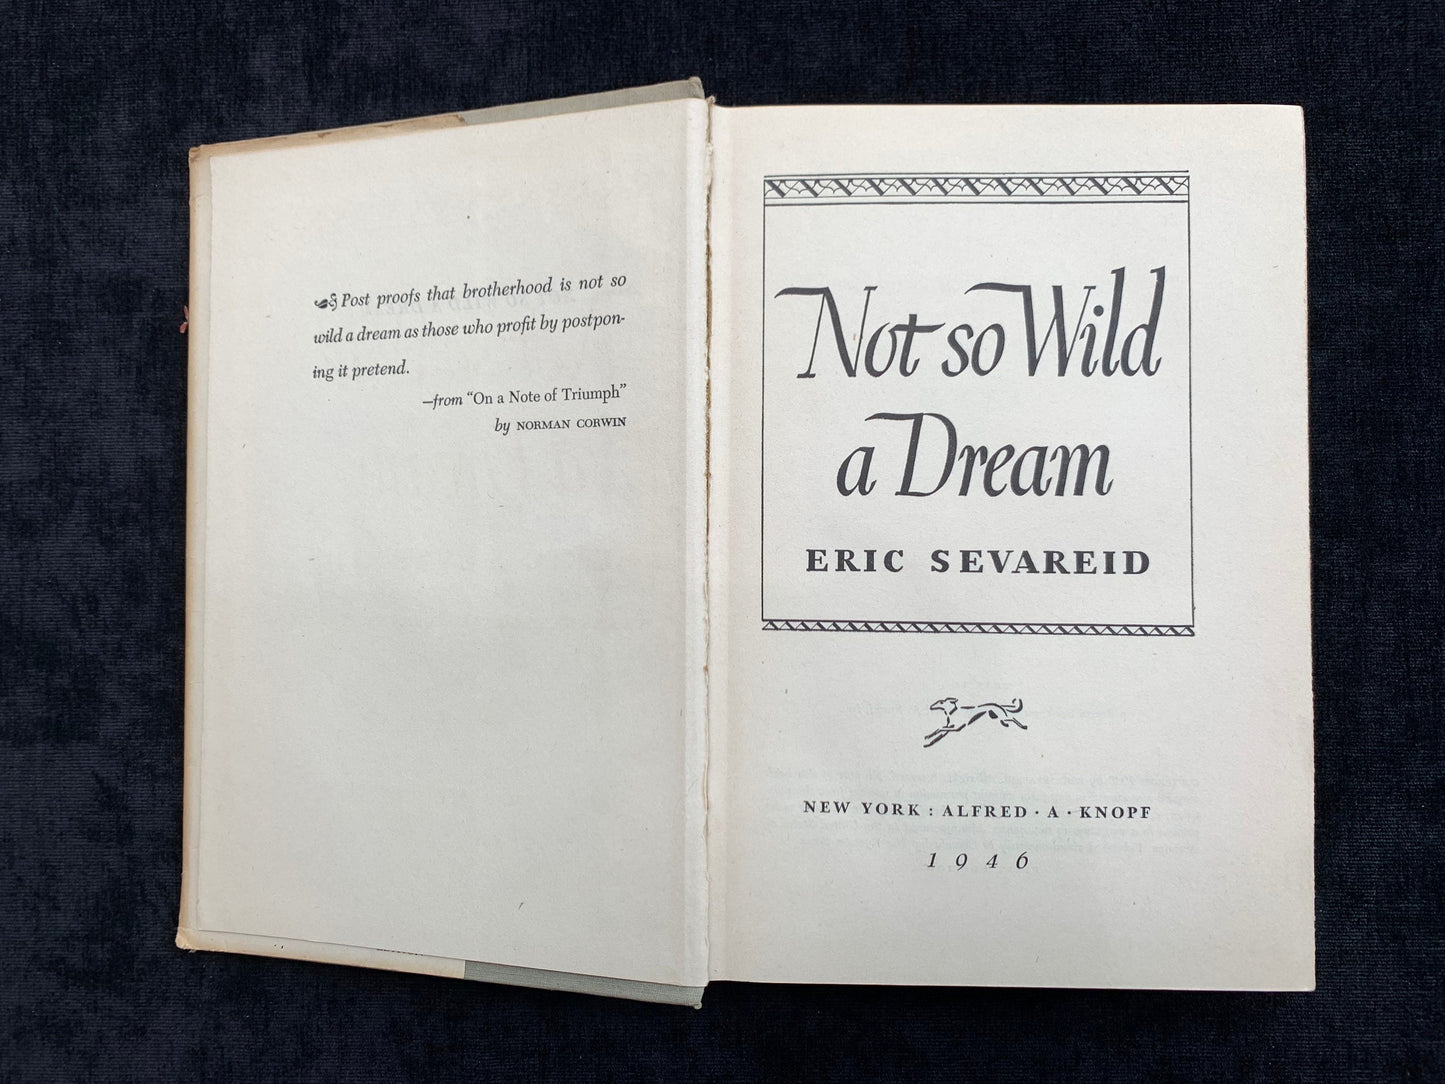 Post proofs that brotherhood is not so
wild a dream as those who profit by postpon-
ing it pretend.
—from "On a Note of Triumph"
by NORMAN CORWIN
Not so Wild
a Dream
ERIC SEVAREID
NEW YORK : ALFRED · A · KNOPF
1946